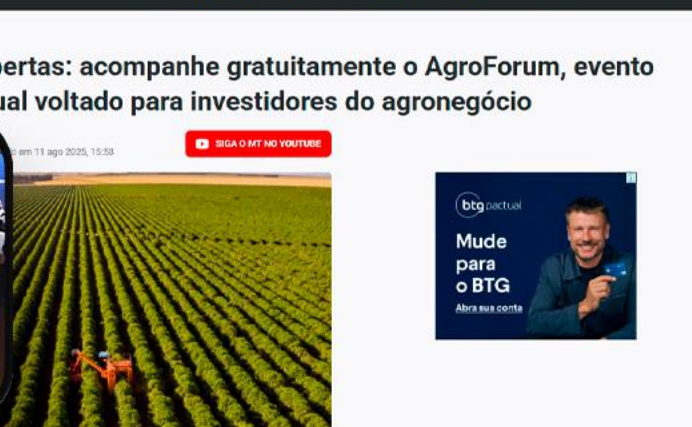 pertas: acompanhe gratuitamente o AgroForum, evento
ual voltado para investidores do agronegócio
em 11 ago 2025, 15:53
SIGA O MT NO YOUTUBE
btg pactual
Mude
para
o BTG
Abra sua conta